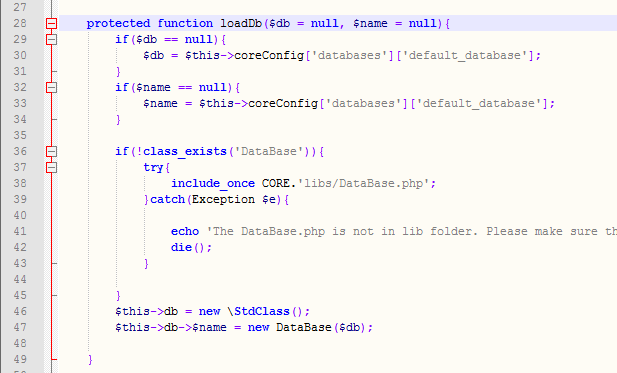 27
28 protected function loadDb($db = null, $name = null){
29 if($db == null){
30 $db = $this->coreConfig['databases']['default_database'];
31 }
32 if($name == null){
33 $name = $this->coreConfig['databases']['default_database'];
34 }
35
36 if(!class_exists('DataBase')){
37 try{
38 include_once CORE.'libs/DataBase.php';
39 }catch(Exception $e){
40
41 echo 'The DataBase.php is not in lib folder. Please make sure
42 die();
43 }
44
45 }
46 $this->db = new \StdClass();
47 $this->db->$name = new DataBase($db);
48
49 }